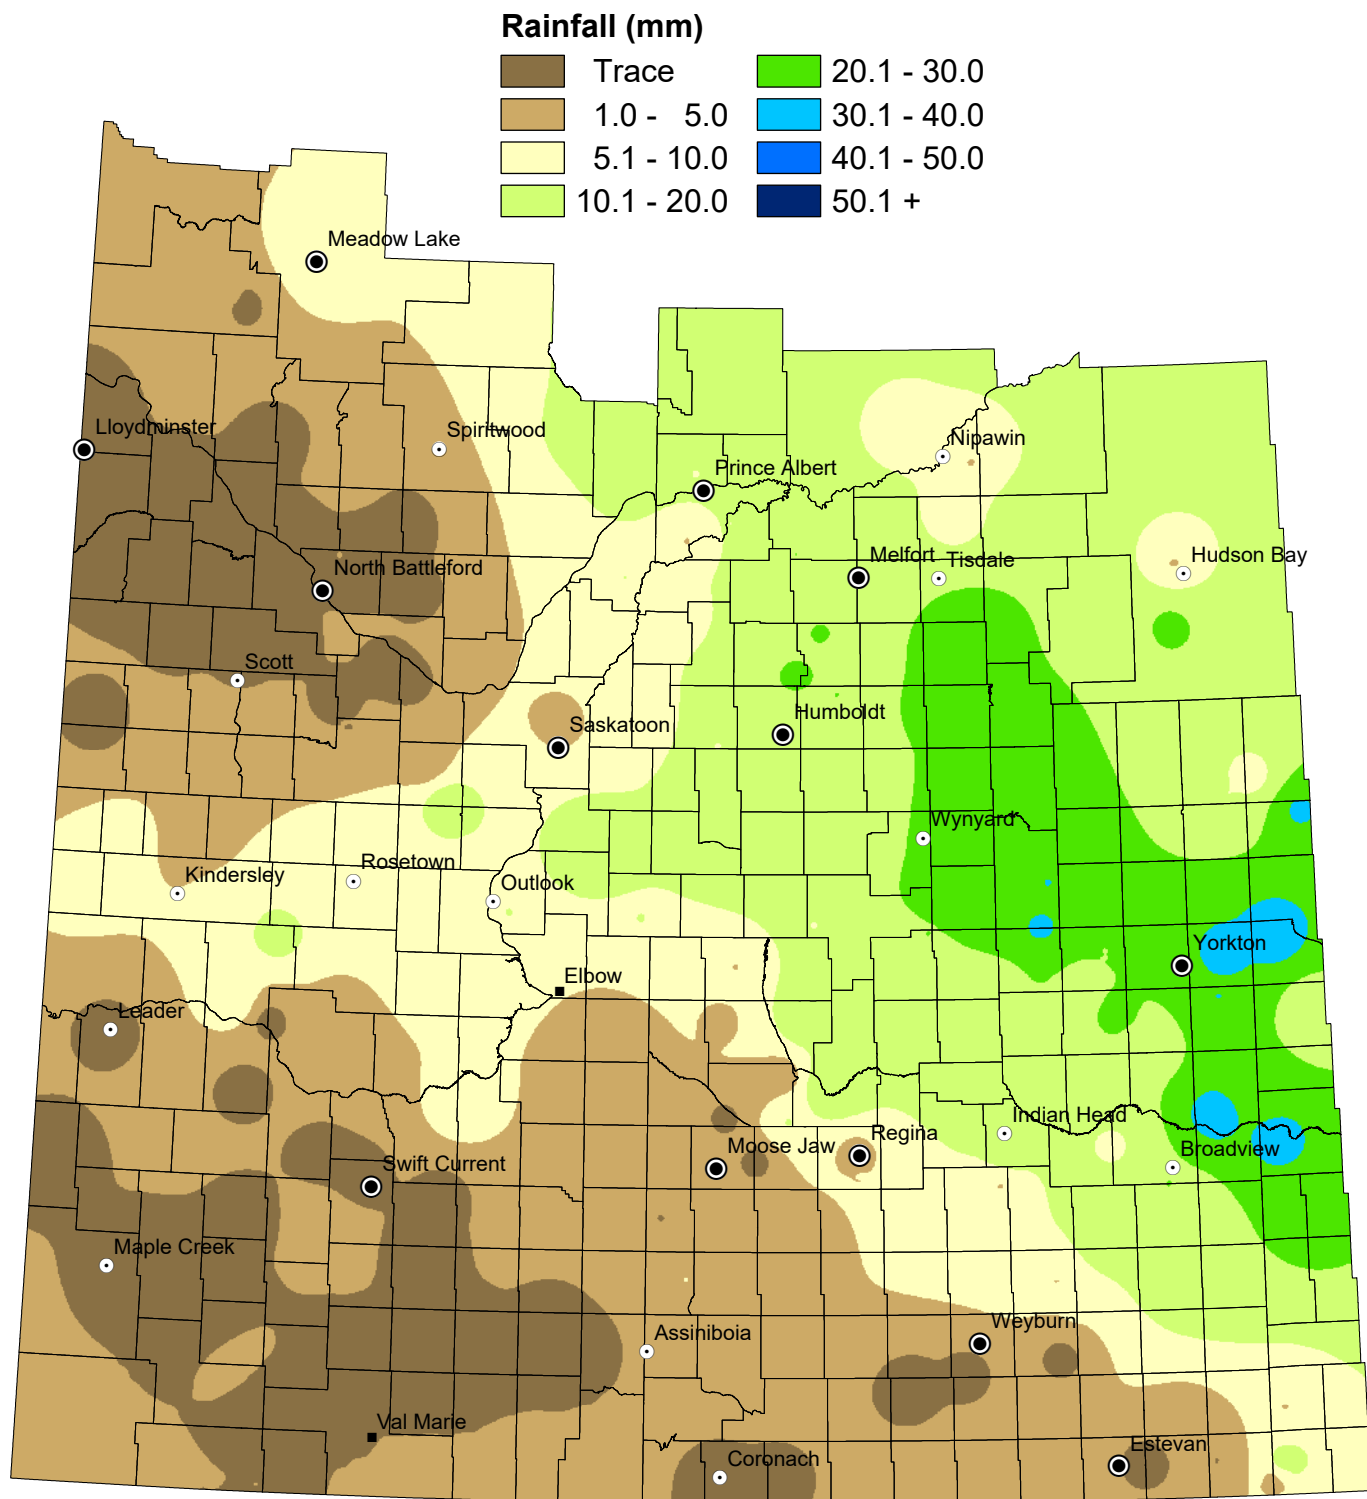 Rainfall (mm)
Trace
20.1 - 30.0
1.0 - 5.0
30.1 - 40.0
5.1 - 10.0
40.1 - 50.0
10.1 - 20.0
50.1 +
Meadow Lake
Lloydminster
Spiritwood
Nipawin
Prince Albert
Melfort
Tisdale
Hudson Bay
North Battleford
Scott
Saskatoon
Humboldt
Wynyard
Kindersley
Rosetown
Outlook
Yorkton
Elbow
Leader
Indian Head
Regina
Moose Jaw
Broadview
Swift Current
Maple Creek
Weyburn
Assiniboia
Val Marie
Estevan
Coronach